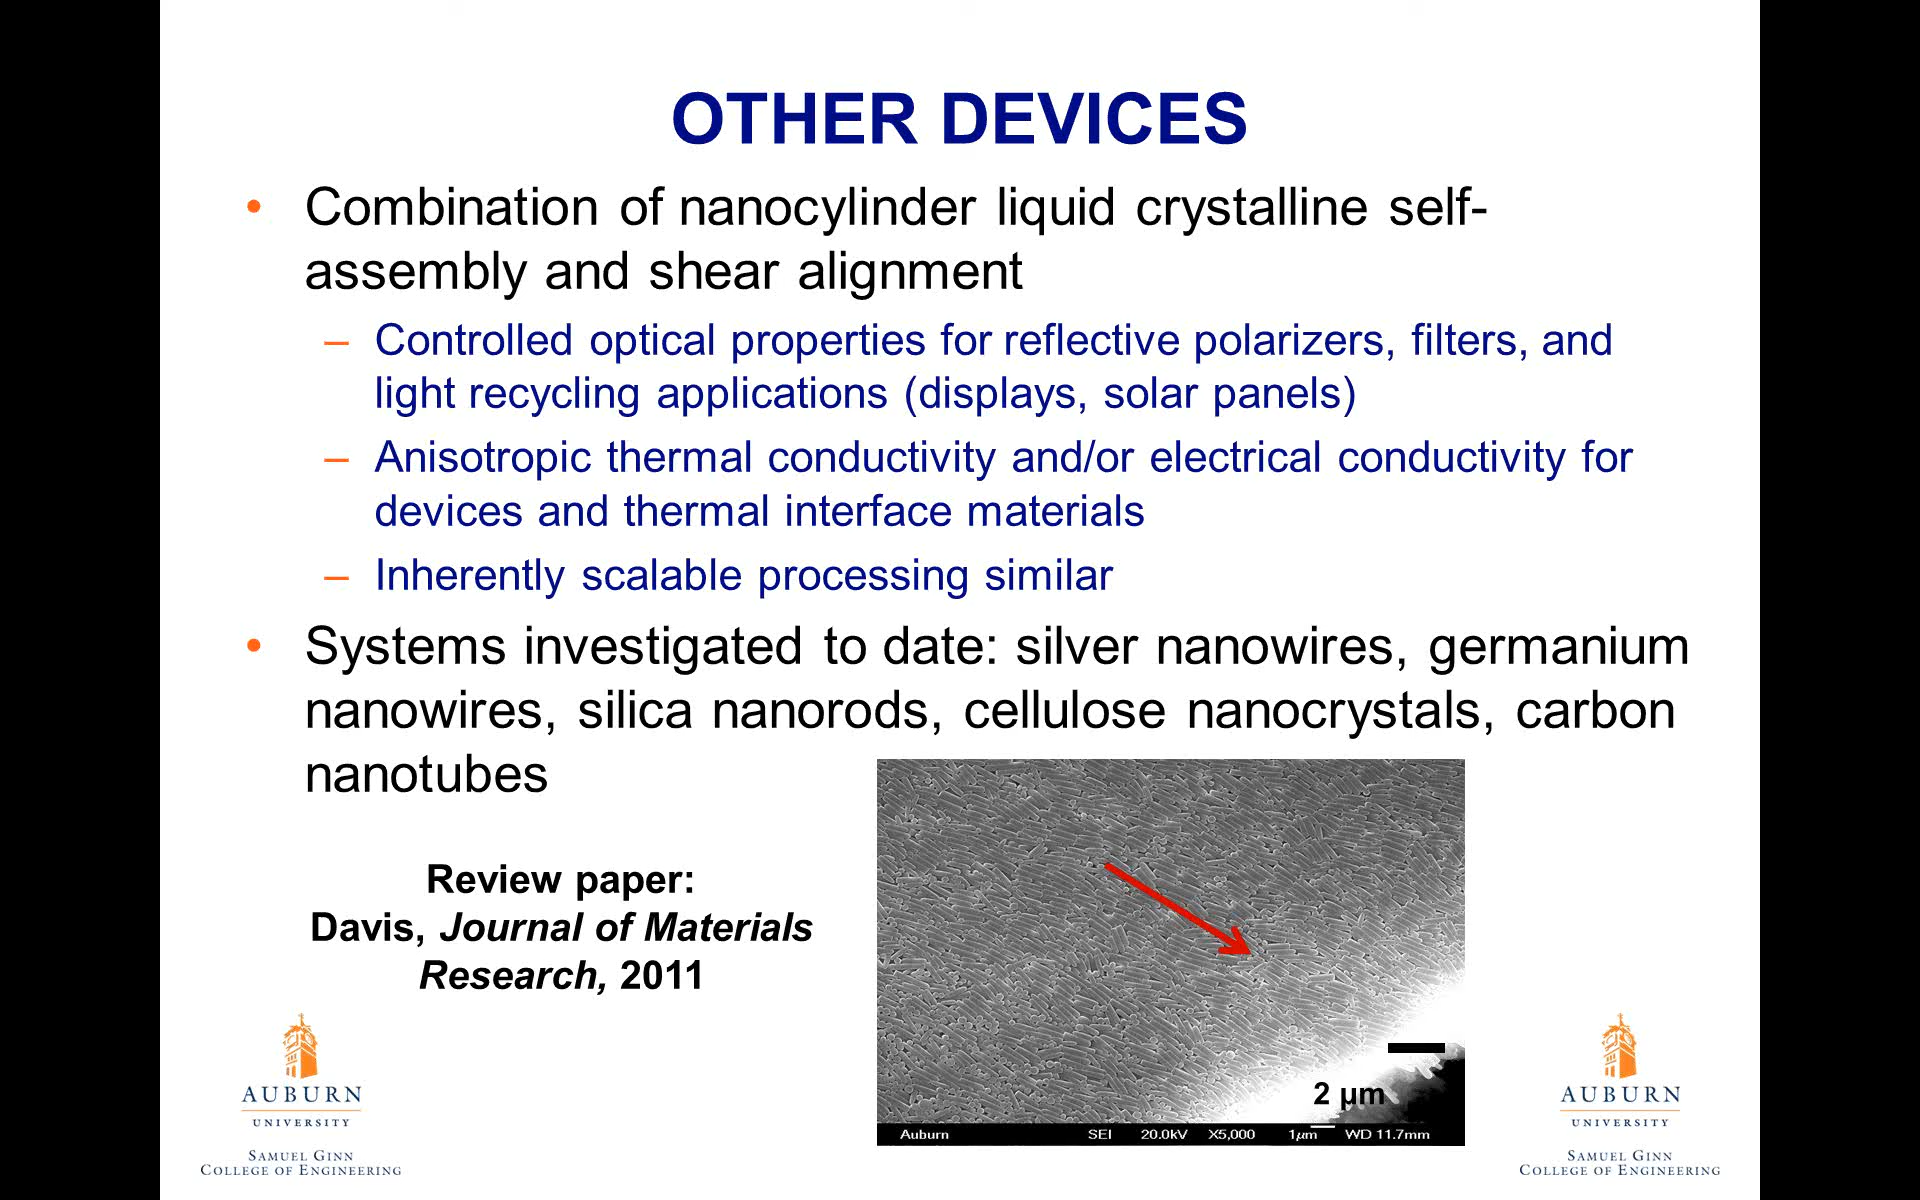 OTHER DEVICES
• Combination of nanocylinder liquid crystalline self-
assembly and shear alignment
– Controlled optical properties for reflective polarizers, filters, and
light recycling applications (displays, solar panels)
– Anisotropic thermal conductivity and/or electrical conductivity for
devices and thermal interface materials
– Inherently scalable processing similar
• Systems investigated to date: silver nanowires, germanium
nanowires, silica nanorods, cellulose nanocrystals, carbon
nanotubes
Review paper:
Davis, Journal of Materials
Research, 2011
2 µm
Auburn SEI 20.0kV X5,000 1µm WD 11.7mm
AUBURN
UNIVERSITY
SAMUEL GINN
COLLEGE OF ENGINEERING
AUBURN
UNIVERSITY
SAMUEL GINN
COLLEGE OF ENGINEERING